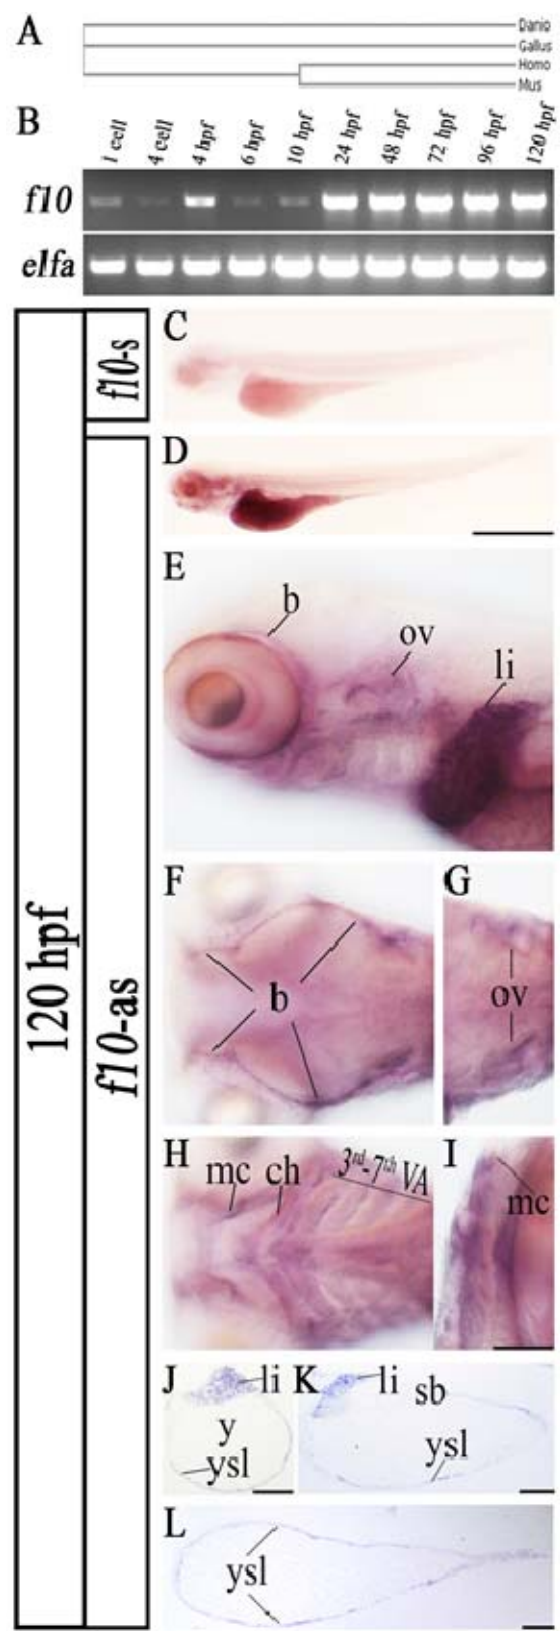 A
Danio
Gallus
Homo
Mus
B
1 cell
4 cell
4 hpf
6 hpf
10 hpf
24 hpf
48 hpf
72 hpf
96 hpf
120 hpf
f10
elfa
120 hpf
f10-s
f10-as
C
D
E
b
ov
li
F
G
b
ov
H
I
mc ch 3rd-7th VA
mc
J
li
K
li
sb
y
ysl
ysl
L
ysl